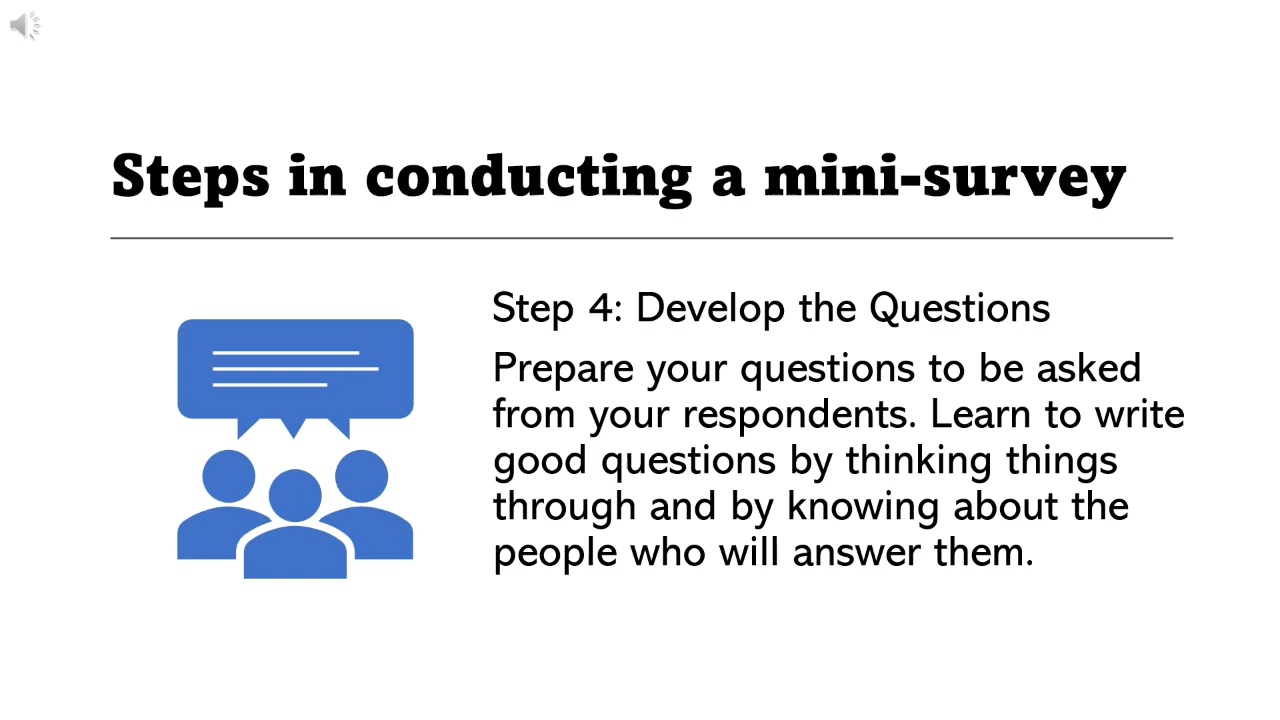 Steps in conducting a mini-survey
Step 4: Develop the Questions
Prepare your questions to be asked
from your respondents. Learn to write
good questions by thinking things
through and by knowing about the
people who will answer them.